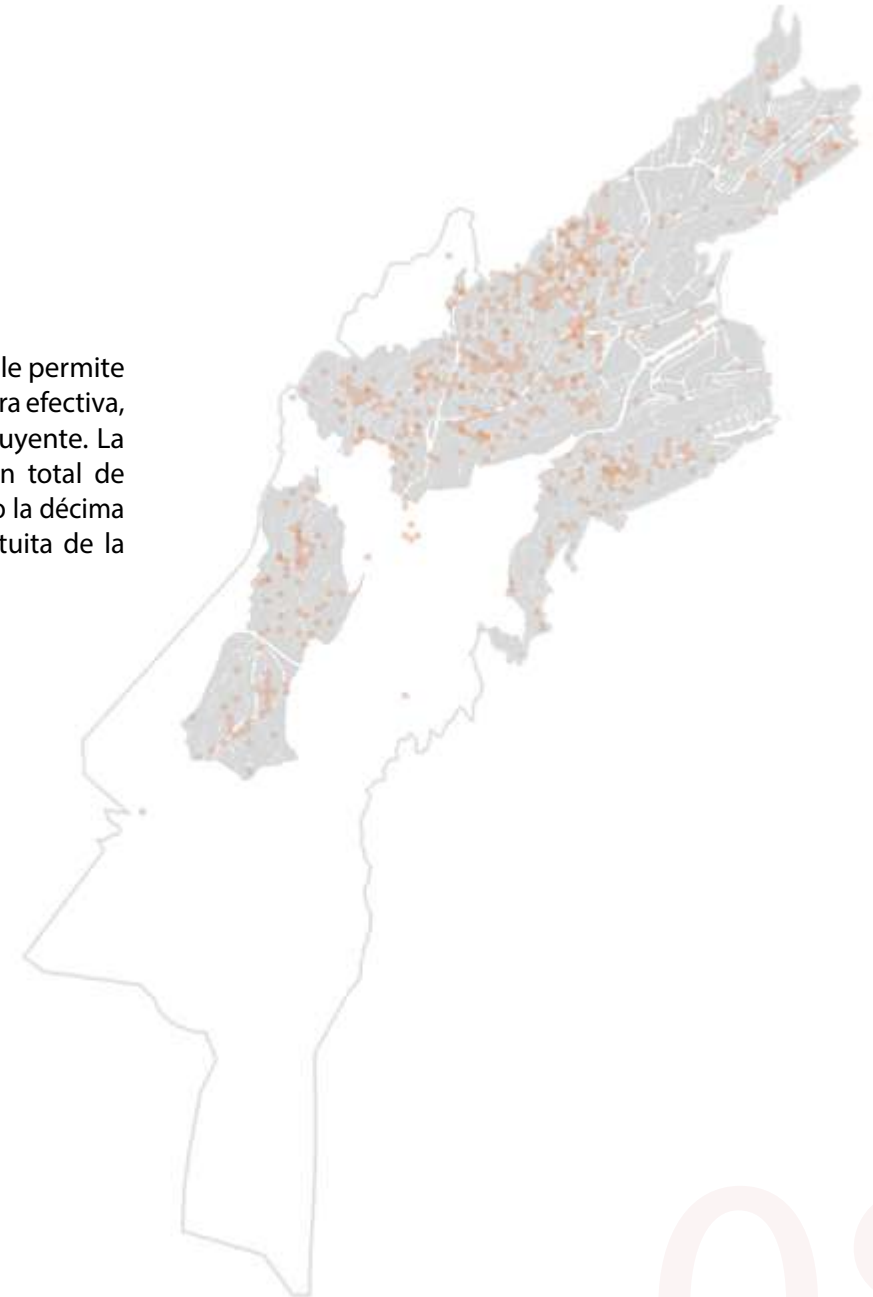 le permite
ra efectiva,
uyente. La
n total de
o la décima
tuita de la